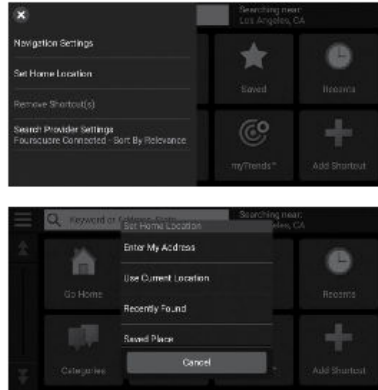 Searching near:
Los Angeles, CA
Navigation Settings
Set Home Location
Saved
Recents
Remove Shortcut(s)
Search Provider Settings
Foursquare Connected - Sort By Relevance
myTrends™
Add Shortcut
Searching near:
Keyword or
Set Home Location
Enter My Address
Use Current Location
Go Home
Recents
Recently Found
Saved Place
Cancel
Categories
Add Shortcut